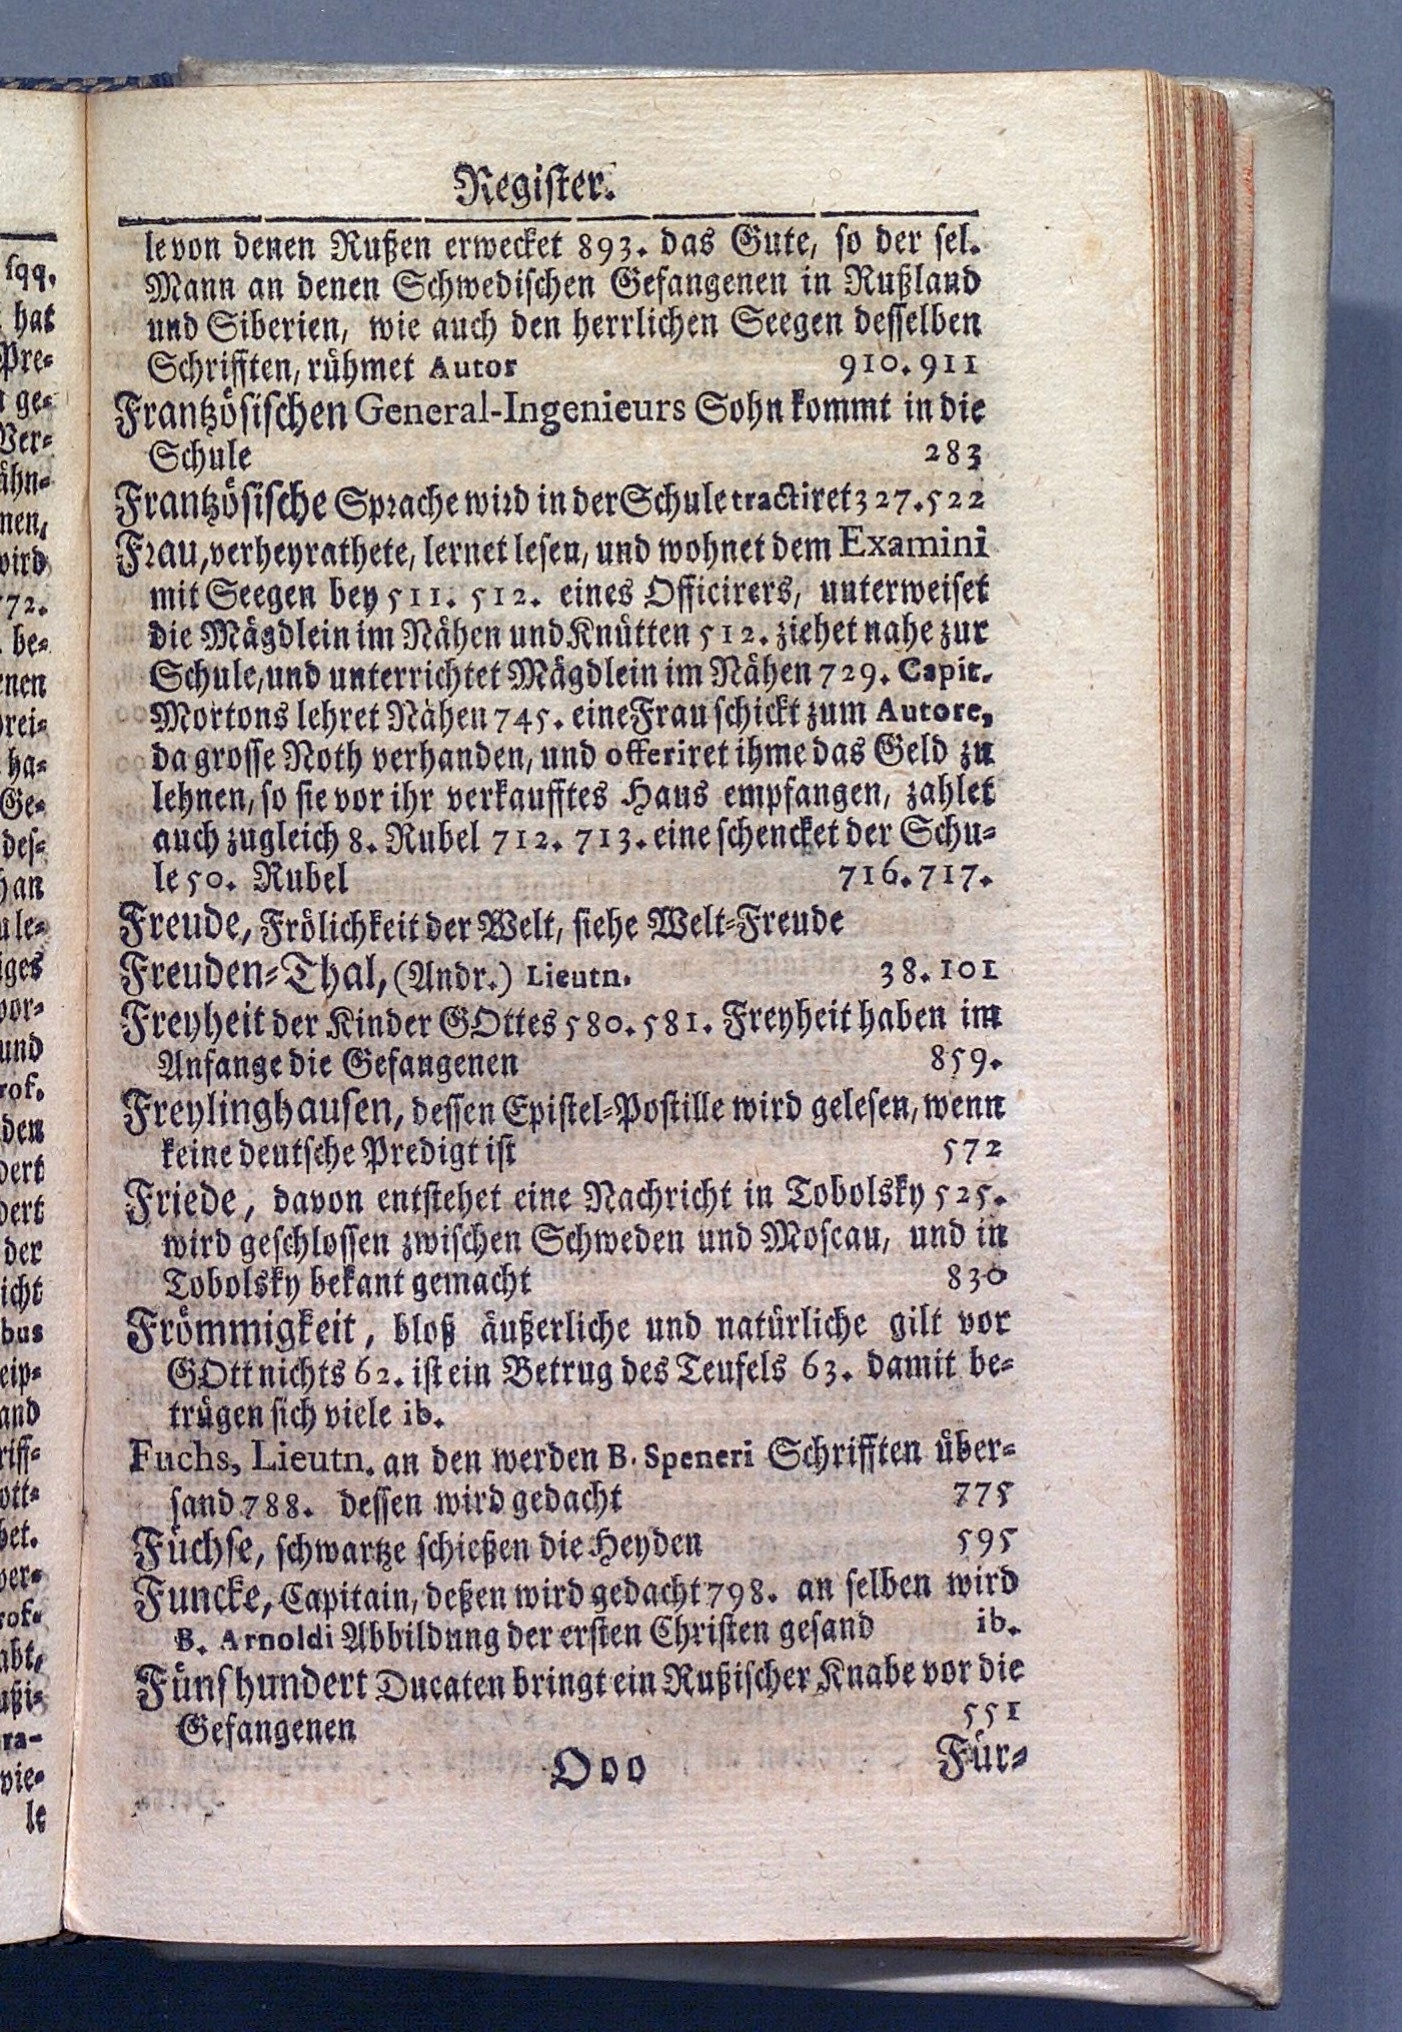 Register.
le von denen Rußen erwecket 893. das Gute, so der sel.
Mann an denen Schwedischen Gefangenen in Rußland
und Siberien, wie auch den herrlichen Seegen desselben
Schrifften, rühmet Autor 910.911
Frantzösischen General-Ingenieurs Sohn kommt in die
Schule 283
Frantzösische Sprache wird in der Schule tractiret 327.522
Frau, verheyrathete, lernet lesen, und wohnet dem Examini
mit Seegen bey 511. 512. eines Officirers, unterweiset
die Mägdlein im Nähen und Knütten 512. ziehet nahe zur
Schule, und unterrichtet Mägdlein im Nähen 729. Capit.
Mortons lehret Nähen 745. eine Frau schickt zum Autore,
da grosse Noth verhanden, und offeriret ihme das Geld zu
lehnen, so sie vor ihr verkaufftes Haus empfangen, zahlet
auch zugleich 8. Rubel 712. 713. eine schencket der Schu-
le 50. Rubel 716.717.
Freude, Frölichkeit der Welt, siehe Welt-Freude
Freuden-Thal, (Andr.) Lieutn. 38.101
Freyheit der Kinder GOttes 580.581. Freyheit haben im
Anfange die Gefangenen 859.
Freylinghausen, dessen Epistel-Postille wird gelesen, wenn
keine deutsche Predigt ist 572
Friede, davon entstehet eine Nachricht in Tobolsky 525.
wird geschlossen zwischen Schweden und Moscau, und in
Tobolsky bekant gemacht 830
Frömmigkeit, bloß äußerliche und natürliche gilt vor
GOtt nichts 62. ist ein Betrug des Teufels 63. damit be-
trügen sich viele ib.
Fuchs, Lieutn. an den werden B. Speneri Schrifften über-
sand 788. dessen wird gedacht 775
Füchse, schwartze schießen die Heyden 595
Funcke, Capitain, deßen wird gedacht 798. an selben wird
B. Arnoldi Abbildung der ersten Christen gesand ib.
Fünfhundert Ducaten bringt ein Rußischer Knabe vor die
Gefangenen 551
Ooo Für-